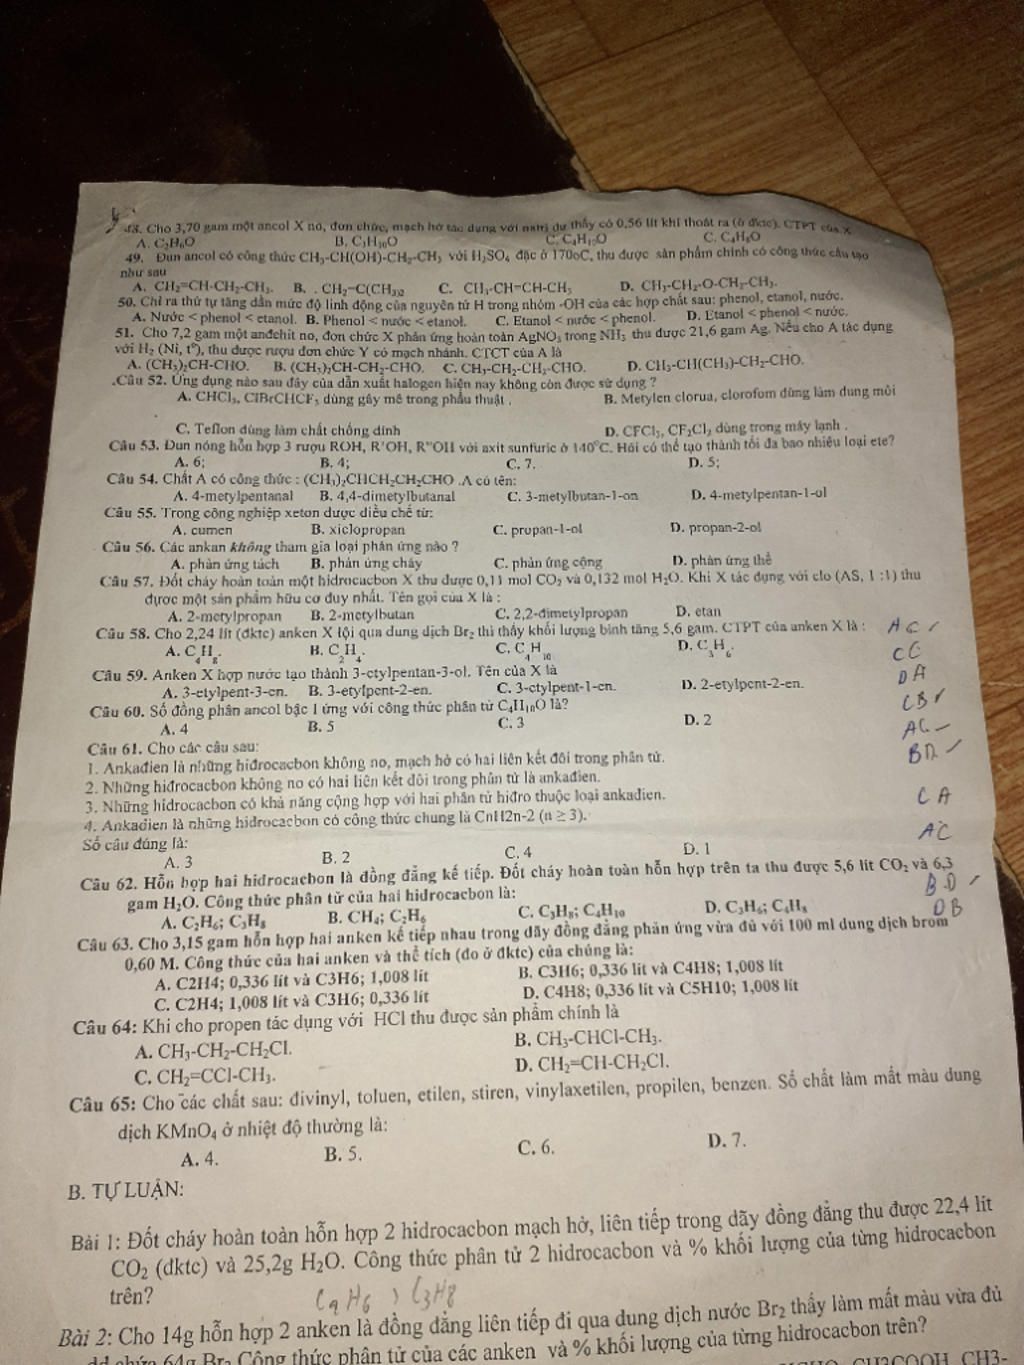 48. Cho 3,70 gam một ancol X no, đơn chức, mạch hở tác dụng với natri dư thấy có 0,56 lít khí thoát ra (ở đktc). CTPT của X
A. C₂H₆O B. C₃H₁₀O C. C₄H₁₀O C. C₄H₈O
49. Đun ancol có công thức CH₃-CH(OH)-CH₂-CH₃ với H₂SO₄ đặc ở 170oC, thu được sản phẩm chính có công thức cấu tạo
như sau
A. CH₂=CH-CH₂-CH₃. B. . CH₂=C(CH₃)₂ C. CH₃-CH=CH-CH₃ D. CH₃-CH₂-O-CH₂-CH₃.
50. Chỉ ra thứ tự tăng dần mức độ linh động của nguyên tử H trong nhóm -OH của các hợp chất sau: phenol, etanol, nước.
A. Nước < phenol < etanol. B. Phenol < nước < etanol. C. Etanol < nước < phenol. D. Etanol < phenol < nước.
51. Cho 7,2 gam một anđehit no, đơn chức X phản ứng hoàn toàn AgNO₃ trong NH₃ thu được 21,6 gam Ag. Nếu cho A tác dụng
với H₂ (Ni, t⁰), thu được rượu đơn chức Y có mạch nhánh. CTCT của A là
A. (CH₃)₂CH-CHO. B. (CH₃)₂CH-CH₂-CHO. C. CH₃-CH₂-CH₂-CHO. D. CH₃-CH(CH₃)-CH₂-CHO.
.Câu 52. Ứng dụng nào sau đây của dẫn xuất halogen hiện nay không còn được sử dụng ?
A. CHCl₃, ClBrCHCF₃ dùng gây mê trong phẫu thuật . B. Metylen clorua, clorofom dùng làm dung môi
C. Teflon dùng làm chất chống dính D. CFCl₃, CF₂Cl₂ dùng trong máy lạnh .
Câu 53. Đun nóng hỗn hợp 3 rượu ROH, R'OH, R"OH với axit sunfuric ở 140⁰C. Hỏi có thể tạo thành tối đa bao nhiêu loại ete?
A. 6; B. 4; C. 7. D. 5;
Câu 54. Chất A có công thức : (CH₃)₂CHCH₂CH₂CHO .A có tên:
A. 4-metylpentanal B. 4,4-dimetylbutanal C. 3-metylbutan-1-on D. 4-metylpentan-1-ol
Câu 55. Trong công nghiệp xeton được điều chế từ:
A. cumen B. xiclopropan C. propan-1-ol D. propan-2-ol
Câu 56. Các ankan không tham gia loại phản ứng nào ?
A. phản ứng tách B. phản ứng cháy C. phản ứng cộng D. phản ứng thế
Câu 57. Đốt cháy hoàn toàn một hiđrocacbon X thu được 0,11 mol CO₂ và 0,132 mol H₂O. Khi X tác dụng với clo (AS, 1 :1) thu
được một sản phẩm hữu cơ duy nhất. Tên gọi của X là :
A. 2-metylpropan B. 2-metylbutan C. 2,2-đimetylpropan D. etan
Câu 58. Cho 2,24 lít (đktc) anken X lội qua dung dịch Br₂ thì thấy khối lượng bình tăng 5,6 gam. CTPT của anken X là : AC
A. C₄H₈. B. C₂H₄. C. C₄H₁₀ D. C₃H₆. CC
Câu 59. Anken X hợp nước tạo thành 3-etylpentan-3-ol. Tên của X là DA
A. 3-etylpent-3-en. B. 3-etylpent-2-en. C. 3-etylpent-1-en. D. 2-etylpent-2-en. CB
Câu 60. Số đồng phân ancol bậc 1 ứng với công thức phân tử C₄H₁₀O là?
A. 4 B. 5 C. 3 D. 2 AC
Câu 61. Cho các câu sau: BD
1. Ankađien là những hiđrocacbon không no, mạch hở có hai liên kết đôi trong phân tử.
2. Những hiđrocacbon không no có hai liên kết đôi trong phân tử là ankađien.
3. Những hiđrocacbon có khả năng cộng hợp với hai phân tử hiđro thuộc loại ankađien. CA
4. Ankađien là những hiđrocacbon có công thức chung là CnH2n-2 (n ≥ 3).
Số câu đúng là: AC
A. 3 B. 2 C. 4 D. 1
Câu 62. Hỗn hợp hai hiđrocacbon là đồng đẳng kế tiếp. Đốt cháy hoàn toàn hỗn hợp trên ta thu được 5,6 lít CO₂ và 6,3
gam H₂O. Công thức phân tử của hai hidrocacbon là: BD
A. C₂H₆; C₃H₈ B. CH₄; C₂H₆ C. C₃H₈; C₄H₁₀ D. C₃H₆; C₄H₈ DB
Câu 63. Cho 3,15 gam hỗn hợp hai anken kế tiếp nhau trong dãy đồng đẳng phản ứng vừa đủ với 100 ml dung dịch brom
0,60 M. Công thức của hai anken và thể tích (đo ở đktc) của chúng là:
A. C2H4; 0,336 lít và C3H6; 1,008 lít B. C3H6; 0,336 lít và C4H8; 1,008 lít
C. C2H4; 1,008 lít và C3H6; 0,336 lít D. C4H8; 0,336 lít và C5H10; 1,008 lít
Câu 64: Khi cho propen tác dụng với HCl thu được sản phẩm chính là
A. CH₃-CH₂-CH₂Cl. B. CH₃-CHCl-CH₃.
C. CH₂=CCl-CH₃. D. CH₂=CH-CH₂Cl.
Câu 65: Cho các chất sau: đivinyl, toluen, etilen, stiren, vinylaxetilen, propilen, benzen. Số chất làm mất màu dung
dịch KMnO₄ ở nhiệt độ thường là:
A. 4. B. 5. C. 6. D. 7.
B. TỰ LUẬN:
Bài 1: Đốt cháy hoàn toàn hỗn hợp 2 hidrocacbon mạch hở, liên tiếp trong dãy đồng đẳng thu được 22,4 lít
CO₂ (đktc) và 25,2g H₂O. Công thức phân tử 2 hidrocacbon và % khối lượng của từng hidrocacbon
trên?
C₂H₆ , C₃H₈
Bài 2: Cho 14g hỗn hợp 2 anken là đồng đẳng liên tiếp đi qua dung dịch nước Br₂ thấy làm mất màu vừa đủ
dd chứa 64g Br₂ Công thức phân tử của các anken và % khối lượng của từng hidrocacbon trên?
CH3COOH CH3-